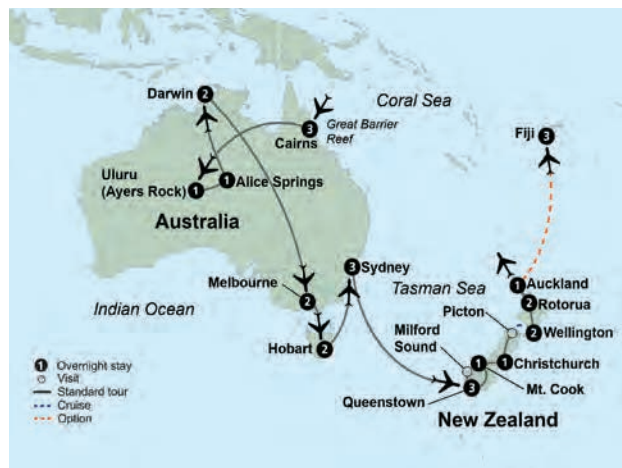 Darwin
2
Coral Sea
3
Great Barrier
Reef
Cairns
Fiji
3
Uluru
(Ayers Rock)
1
1
Alice Springs
Australia
3
Sydney
Tasman Sea
1
Auckland
Melbourne
2
2
Rotorua
Indian Ocean
Picton
2
Wellington
Milford
Sound
Hobart
2
1
1
Christchurch
Mt. Cook
Queenstown
3
New Zealand
1 Overnight stay
Visit
Standard tour
Cruise
Option